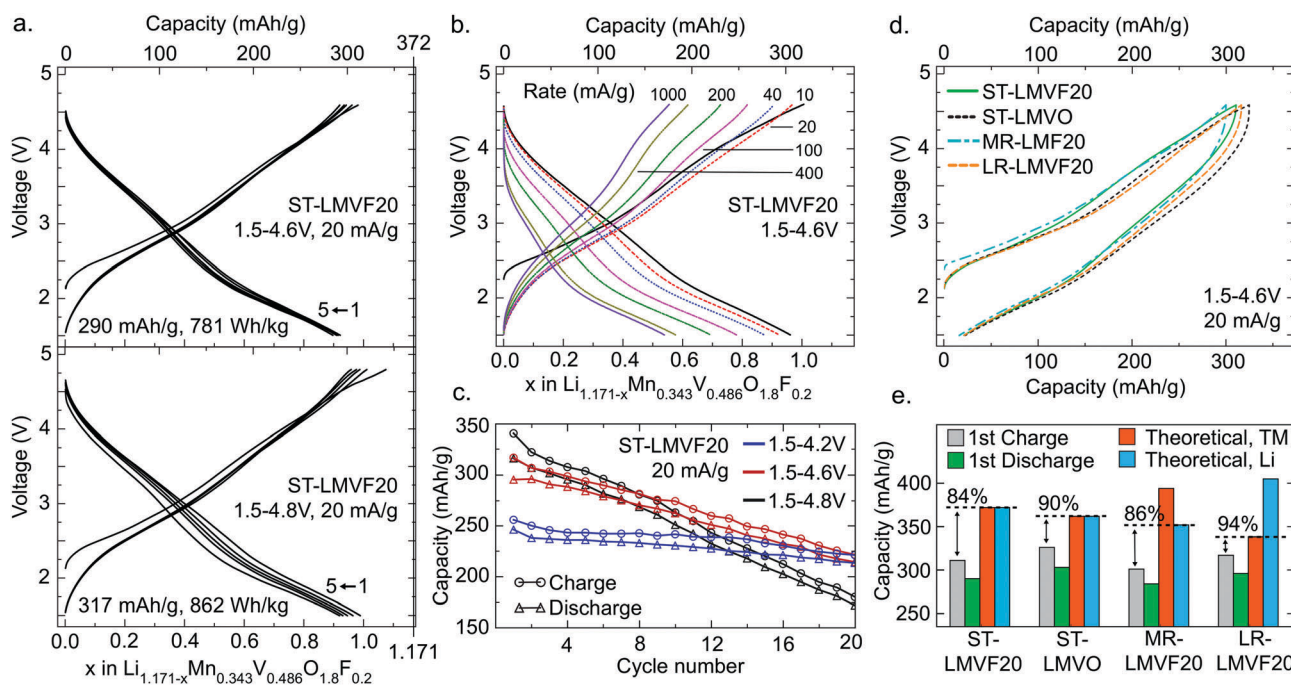 a.
Capacity (mAh/g)
0 100 200 300 372
Voltage (V)
5
4
3
2
ST-LMVF20
1.5-4.6V, 20 mA/g
5←1
290 mAh/g, 781 Wh/kg
Voltage (V)
5
4
3
2
ST-LMVF20
1.5-4.8V, 20 mA/g
5←1
317 mAh/g, 862 Wh/kg
0.0 0.2 0.4 0.6 0.8 1.0 1.171
x in Li1.171-xMn0.343V0.486O1.8F0.2
b.
Capacity (mAh/g)
0 100 200 300
Rate (mA/g)
1000 200 40 10
20
100
400
ST-LMVF20
1.5-4.6V
Voltage (V)
5
4
3
2
0.0 0.2 0.4 0.6 0.8 1.0
x in Li1.171-xMn0.343V0.486O1.8F0.2
c.
Capacity (mAh/g)
350
300
250
200
150
ST-LMVF20
20 mA/g
1.5-4.2V
1.5-4.6V
1.5-4.8V
Charge
Discharge
4 8 12 16 20
Cycle number
d.
Capacity (mAh/g)
0 100 200 300
Voltage (V)
5
4
3
2
ST-LMVF20
ST-LMVO
MR-LMF20
LR-LMVF20
1.5-4.6V
20 mA/g
0 100 200 300
Capacity (mAh/g)
e.
Capacity (mAh/g)
400
350
300
250
1st Charge
1st Discharge
Theoretical, TM
Theoretical, Li
84%
90%
86%
94%
ST-
LMVF20
ST-
LMVO
MR-
LMVF20
LR-
LMVF20